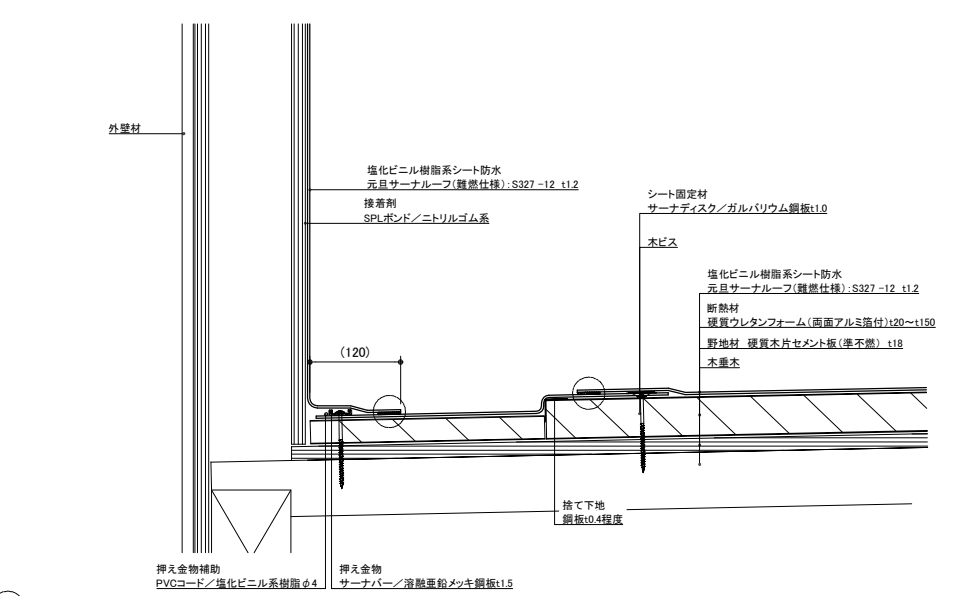 外壁材
塩化ビニル樹脂系シート防水
元旦サーナルーフ(難燃仕様):S327-12 t1.2
接着剤
SPLボンド/ニトリルゴム系
シート固定材
サーナディスク/ガルバリウム鋼板t1.0
木ビス
塩化ビニル樹脂系シート防水
元旦サーナルーフ(難燃仕様):S327-12 t1.2
断熱材
硬質ウレタンフォーム(両面アルミ箔付)t20~t150
野地材 硬質木片セメント板(準不燃) t18
木垂木
(120)
捨て下地
鋼板t0.4程度
押え金物補助
PVCコード/塩化ビニル系樹脂φ4
押え金物
サーナバー/溶融亜鉛メッキ鋼板t1.5